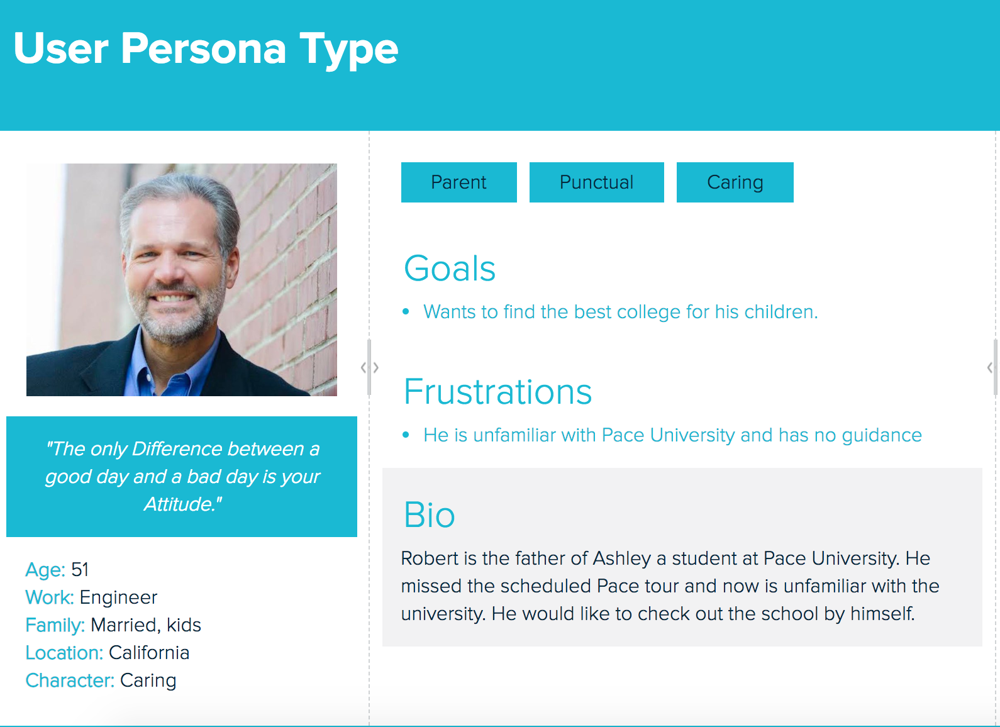 User Persona Type
"The only Difference between a
good day and a bad day is your
Attitude."
Age: 51
Work: Engineer
Family: Married, kids
Location: California
Character: Caring
Parent
Punctual
Caring
Goals
• Wants to find the best college for his children.
Frustrations
• He is unfamiliar with Pace University and has no guidance
Bio
Robert is the father of Ashley a student at Pace University. He
missed the scheduled Pace tour and now is unfamiliar with the
university. He would like to check out the school by himself.